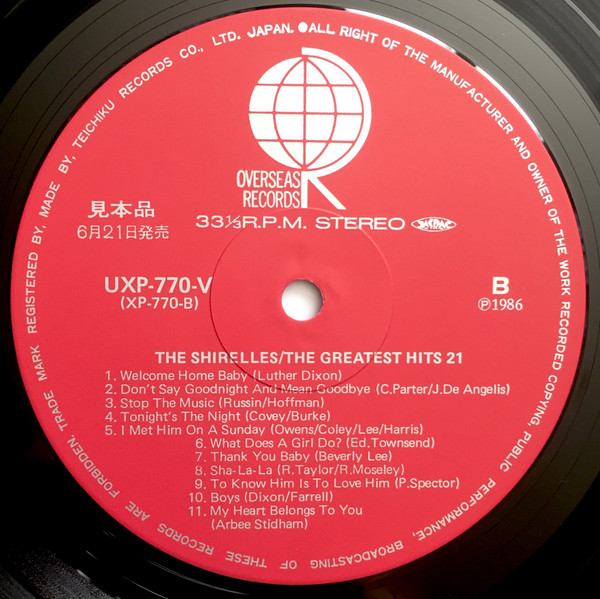 TRADE MARK REGISTERED BY, MADE BY, TEICHIKU RECORDS CO., LTD. JAPAN. ●ALL RIGHT OF THE MANUFACTURER AND OWNER OF THE WORK RECORDED COPYING, PUBLIC PERFORMANCE, BROADCASTING OF THESE RECORDS ARE FORBIDDEN.
OVERSEAS
RECORDS
見本品
6月21日発売
33⅓R.P.M. STEREO
UXP-770-V
(XP-770-B)
B
Ⓟ1986
THE SHIRELLES/THE GREATEST HITS 21
1. Welcome Home Baby (Luther Dixon)
2. Don't Say Goodnight And Mean Goodbye (C.Parter/J.De Angelis)
3. Stop The Music (Russin/Hoffman)
4. Tonight's The Night (Covey/Burke)
5. I Met Him On A Sunday (Owens/Coley/Lee/Harris)
6. What Does A Girl Do? (Ed.Townsend)
7. Thank You Baby (Beverly Lee)
8. Sha-La-La (R.Taylor/R.Moseley)
9. To Know Him Is To Love Him (P.Spector)
10. Boys (Dixon/Farrell)
11. My Heart Belongs To You
(Arbee Stidham)